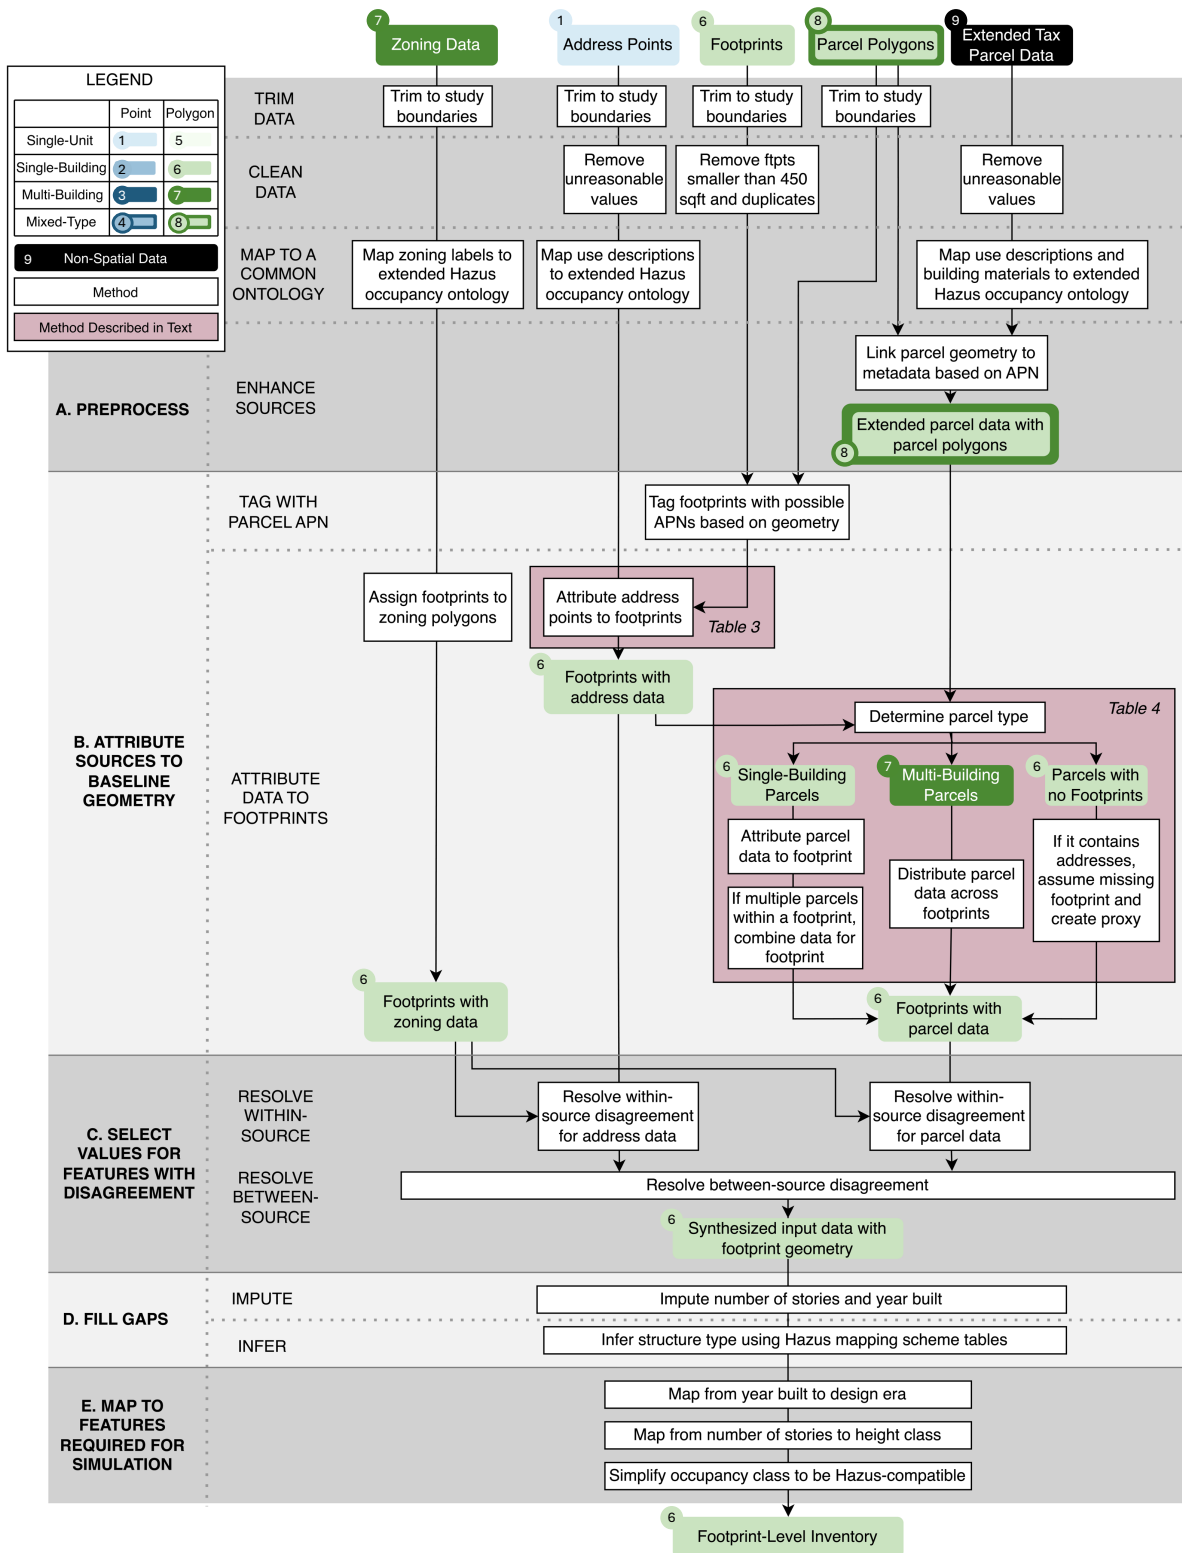 7
Zoning Data
1
Address Points
6
Footprints
8
Parcel Polygons
9
Extended Tax
Parcel Data
LEGEND
Point
Polygon
Single-Unit
1
5
Single-Building
2
6
Multi-Building
3
7
Mixed-Type
4
8
9
Non-Spatial Data
Method
Method Described in Text
TRIM
DATA
Trim to study
boundaries
Trim to study
boundaries
Trim to study
boundaries
Trim to study
boundaries
CLEAN
DATA
Remove
unreasonable
values
Remove ftpts
smaller than 450
sqft and duplicates
Remove
unreasonable
values
MAP TO A
COMMON
ONTOLOGY
Map zoning labels to
extended Hazus
occupancy ontology
Map use descriptions
to extended Hazus
occupancy ontology
Map use descriptions and
building materials to extended
Hazus occupancy ontology
A. PREPROCESS
ENHANCE
SOURCES
Link parcel geometry to
metadata based on APN
Extended parcel data with
parcel polygons
8
TAG WITH
PARCEL APN
Tag footprints with possible
APNs based on geometry
B. ATTRIBUTE
SOURCES TO
BASELINE
GEOMETRY
ATTRIBUTE
DATA TO
FOOTPRINTS
Assign footprints to
zoning polygons
Attribute address
points to footprints
Table 3
6
Footprints with
address data
Table 4
Determine parcel type
6
Single-Building
Parcels
7
Multi-Building
Parcels
6
Parcels with
no Footprints
Attribute parcel
data to footprint
If multiple parcels
within a footprint,
combine data for
footprint
Distribute parcel
data across
footprints
If it contains
addresses,
assume missing
footprint and
create proxy
6
Footprints with
zoning data
6
Footprints with
parcel data
C. SELECT
VALUES FOR
FEATURES WITH
DISAGREEMENT
RESOLVE
WITHIN-
SOURCE
Resolve within-
source disagreement
for address data
Resolve within-
source disagreement
for parcel data
RESOLVE
BETWEEN-
SOURCE
Resolve between-source disagreement
6
Synthesized input data with
footprint geometry
D. FILL GAPS
IMPUTE
Impute number of stories and year built
INFER
Infer structure type using Hazus mapping scheme tables
E. MAP TO
FEATURES
REQUIRED FOR
SIMULATION
Map from year built to design era
Map from number of stories to height class
Simplify occupancy class to be Hazus-compatible
6
Footprint-Level Inventory